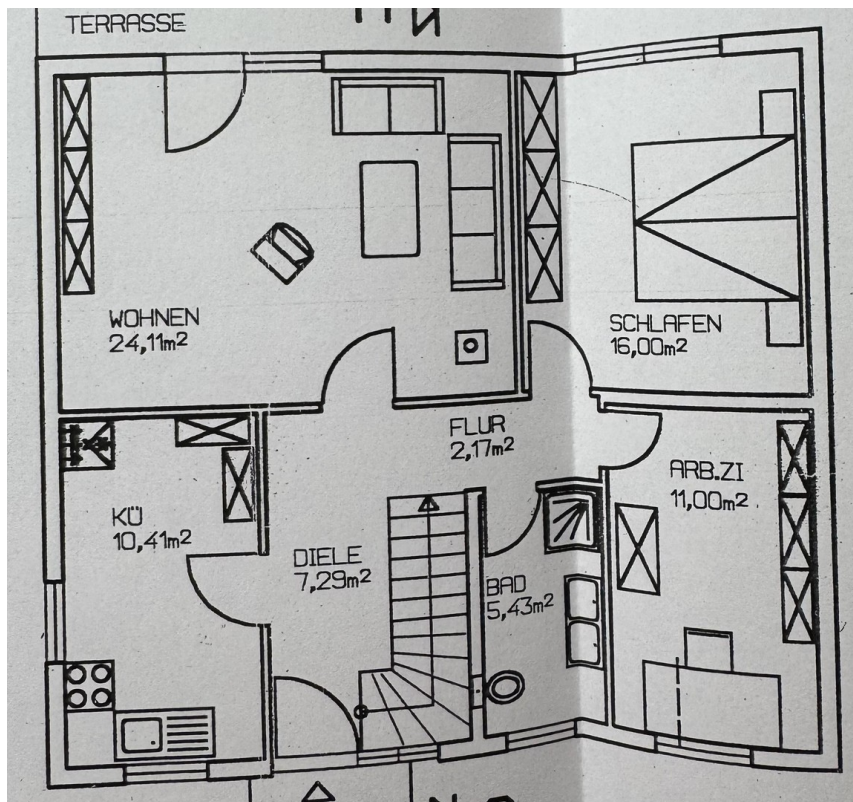 TERRASSE
WOHNEN
24,11m²
SCHLAFEN
16,00m²
FLUR
2,17m²
ARB.ZI
11,00m²
KÜ
10,41m²
DIELE
7,29m²
BAD
5,43m²